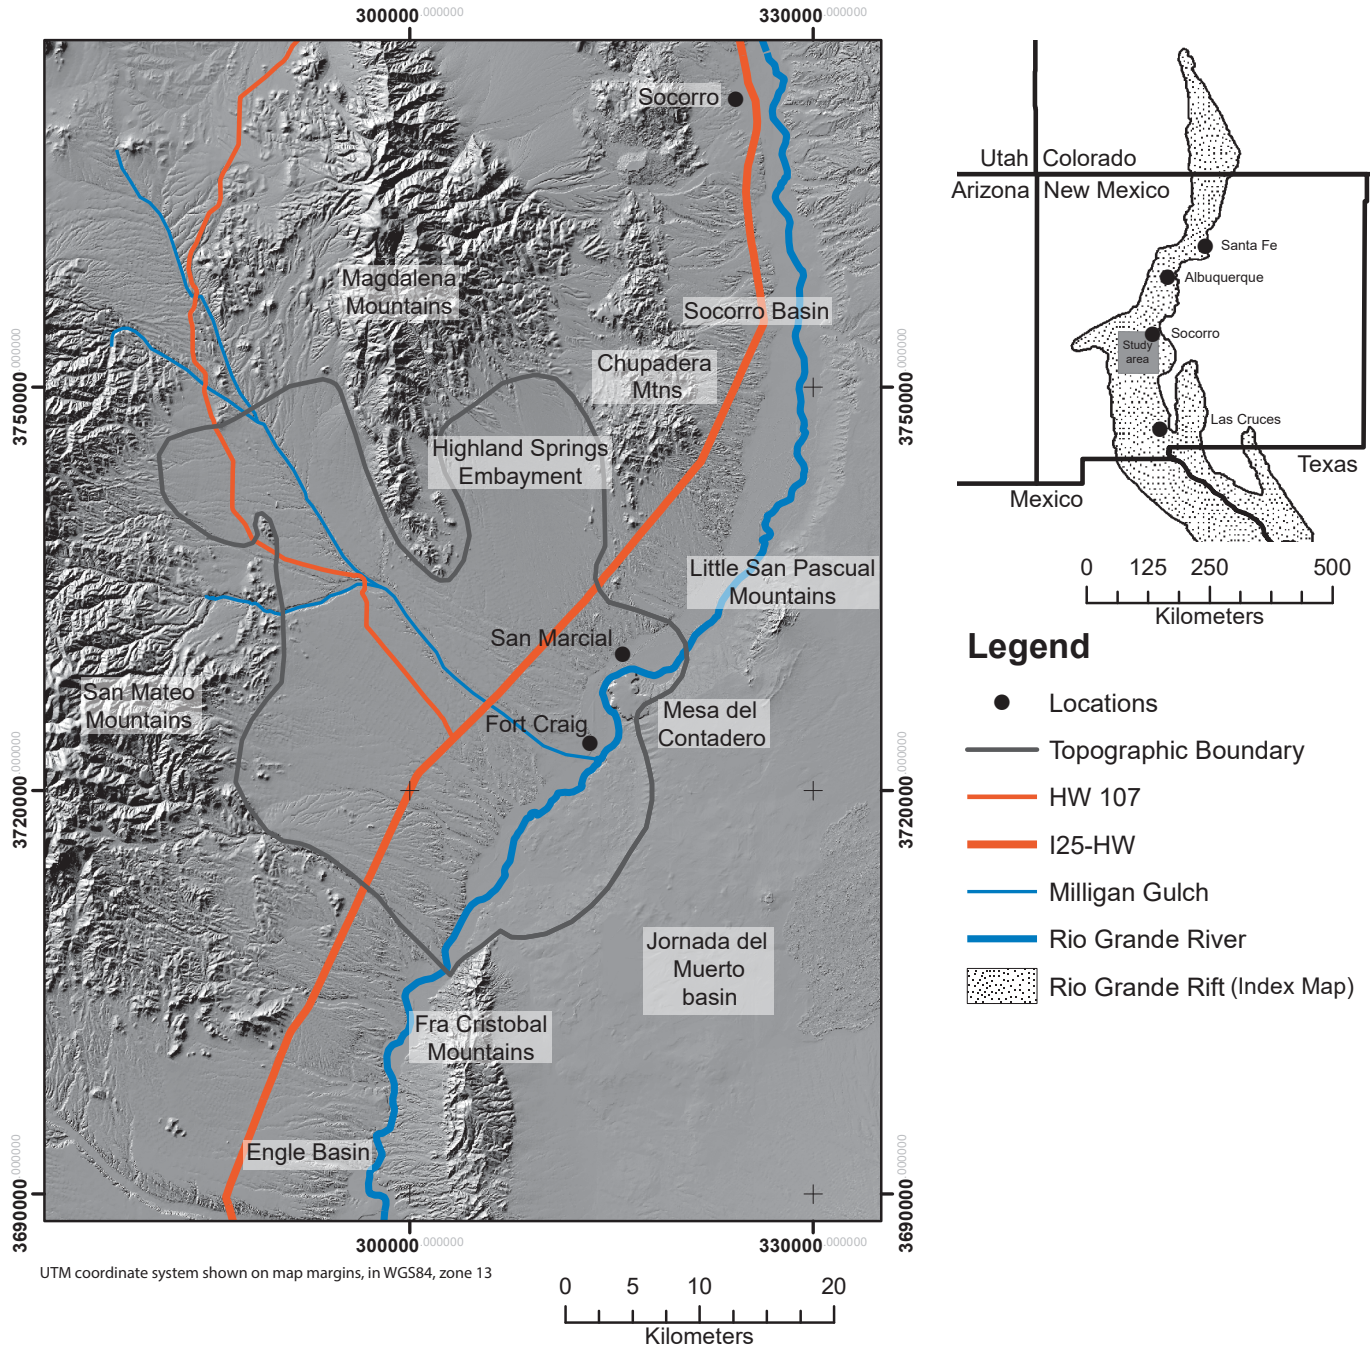 300000.000000
330000.000000
Socorro
Magdalena
Mountains
Socorro Basin
Chupadera
Mtns
3750000.000000
3750000.000000
Highland Springs
Embayment
Little San Pascual
Mountains
San Marcial
San Mateo
Mountains
Fort Craig
Mesa del
Contadero
3720000.000000
3720000.000000
Jornada del
Muerto
basin
Fra Cristobal
Mountains
Engle Basin
3690000.000000
3690000.000000
300000.000000
330000.000000
UTM coordinate system shown on map margins, in WGS84, zone 13
0 5 10 20
Kilometers
Utah Colorado
Arizona New Mexico
Santa Fe
Albuquerque
Socorro
Study
area
Las Cruces
Texas
Mexico
0 125 250 500
Kilometers
Legend
Locations
Topographic Boundary
HW 107
I25-HW
Milligan Gulch
Rio Grande River
Rio Grande Rift (Index Map)